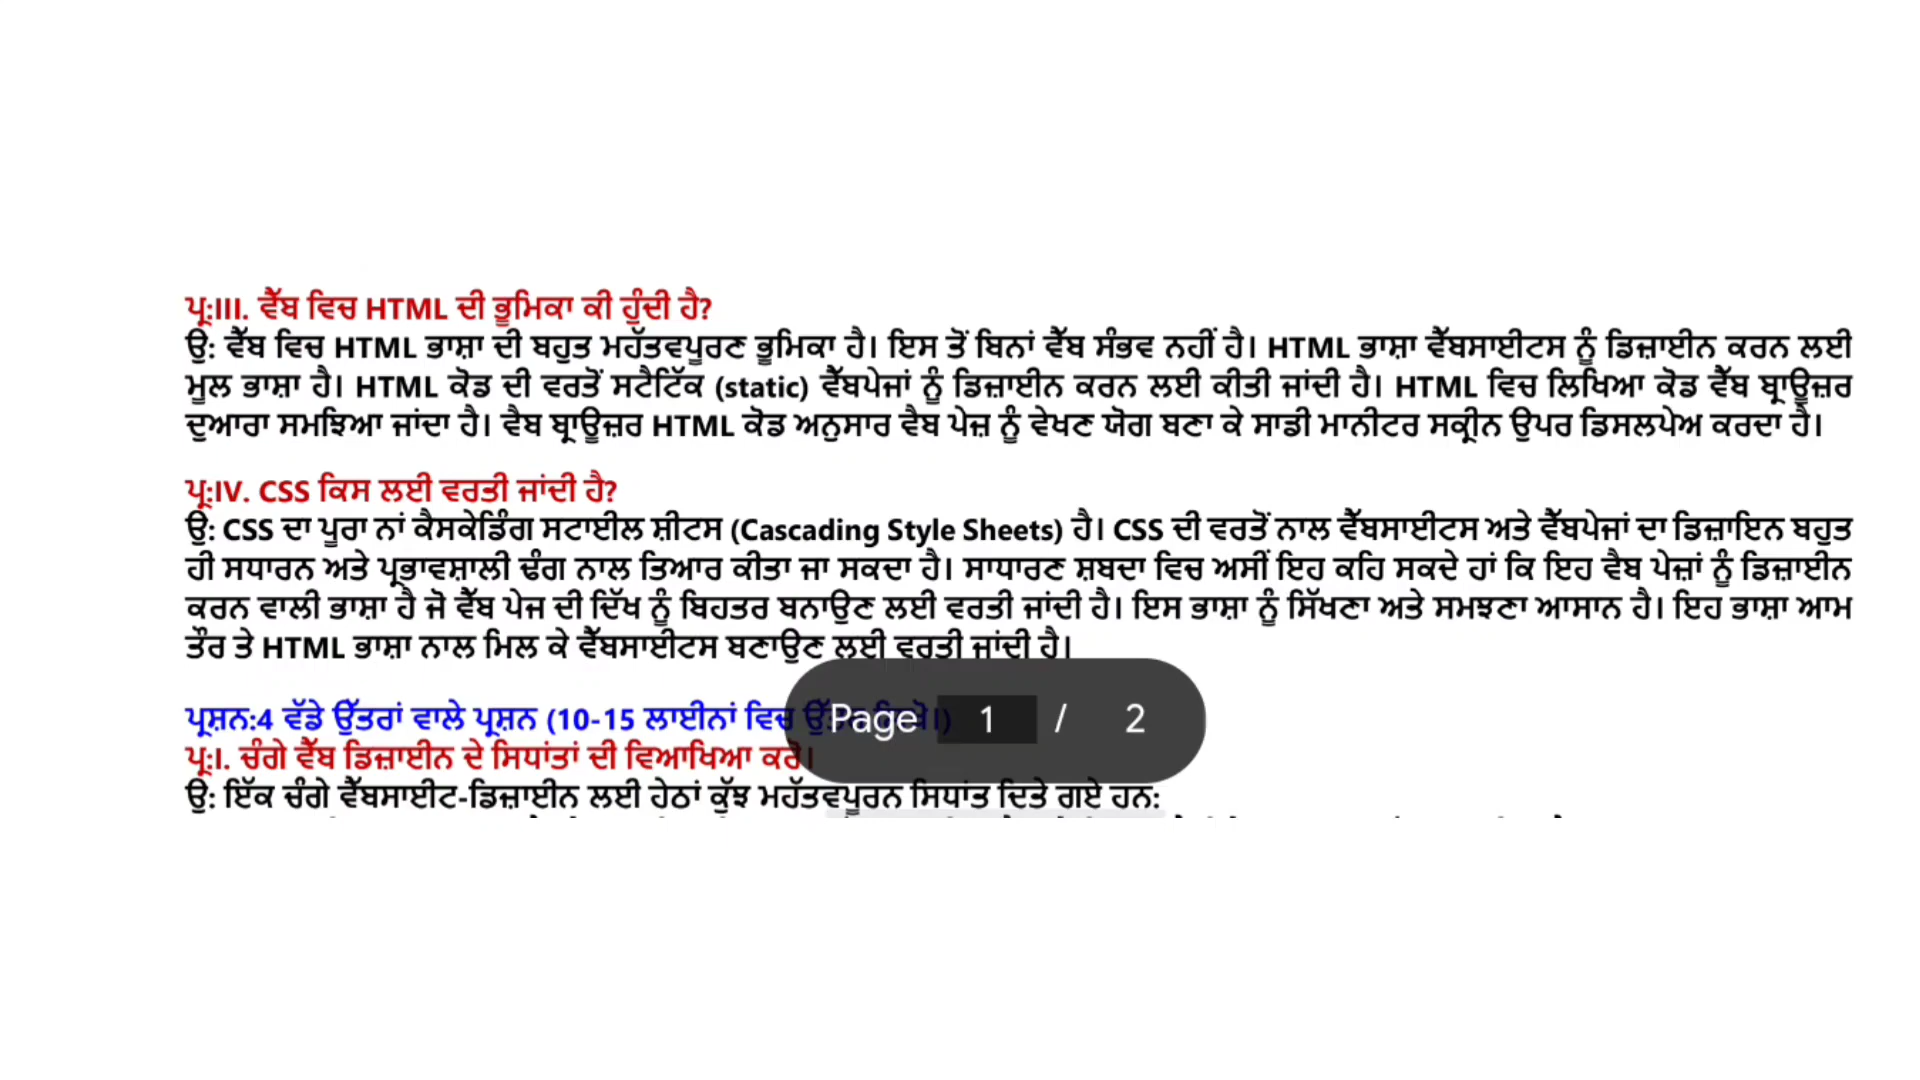 ਪ੍ਰ:III. ਵੈੱਬ ਵਿਚ HTML ਦੀ ਭੂਮਿਕਾ ਕੀ ਹੁੰਦੀ ਹੈ?
ਉ: ਵੈੱਬ ਵਿਚ HTML ਭਾਸ਼ਾ ਦੀ ਬਹੁਤ ਮਹੱਤਵਪੂਰਣ ਭੂਮਿਕਾ ਹੈ। ਇਸ ਤੋਂ ਬਿਨਾਂ ਵੈੱਬ ਸੰਭਵ ਨਹੀਂ ਹੈ। HTML ਭਾਸ਼ਾ ਵੈੱਬਸਾਈਟਸ ਨੂੰ ਡਿਜ਼ਾਈਨ ਕਰਨ ਲਈ
ਮੂਲ ਭਾਸ਼ਾ ਹੈ। HTML ਕੋਡ ਦੀ ਵਰਤੋਂ ਸਟੈਟਿੱਕ (static) ਵੈੱਬਪੇਜਾਂ ਨੂੰ ਡਿਜ਼ਾਈਨ ਕਰਨ ਲਈ ਕੀਤੀ ਜਾਂਦੀ ਹੈ। HTML ਵਿਚ ਲਿਖਿਆ ਕੋਡ ਵੈੱਬ ਬ੍ਰਾਊਜ਼ਰ
ਦੁਆਰਾ ਸਮਝਿਆ ਜਾਂਦਾ ਹੈ। ਵੈਬ ਬ੍ਰਾਊਜ਼ਰ HTML ਕੋਡ ਅਨੁਸਾਰ ਵੈਬ ਪੇਜ਼ ਨੂੰ ਵੇਖਣ ਯੋਗ ਬਣਾ ਕੇ ਸਾਡੀ ਮਾਨੀਟਰ ਸਕ੍ਰੀਨ ਉਪਰ ਡਿਸਲਪੇਅ ਕਰਦਾ ਹੈ।
ਪ੍ਰ:IV. CSS ਕਿਸ ਲਈ ਵਰਤੀ ਜਾਂਦੀ ਹੈ?
ਉ: CSS ਦਾ ਪੂਰਾ ਨਾਂ ਕੈਸਕੇਡਿੰਗ ਸਟਾਈਲ ਸ਼ੀਟਸ (Cascading Style Sheets) ਹੈ। CSS ਦੀ ਵਰਤੋਂ ਨਾਲ ਵੈੱਬਸਾਈਟਸ ਅਤੇ ਵੈੱਬਪੇਜਾਂ ਦਾ ਡਿਜ਼ਾਇਨ ਬਹੁਤ
ਹੀ ਸਧਾਰਨ ਅਤੇ ਪ੍ਰਭਾਵਸ਼ਾਲੀ ਢੰਗ ਨਾਲ ਤਿਆਰ ਕੀਤਾ ਜਾ ਸਕਦਾ ਹੈ। ਸਾਧਾਰਣ ਸ਼ਬਦਾ ਵਿਚ ਅਸੀਂ ਇਹ ਕਹਿ ਸਕਦੇ ਹਾਂ ਕਿ ਇਹ ਵੈਬ ਪੇਜ਼ਾਂ ਨੂੰ ਡਿਜ਼ਾਈਨ
ਕਰਨ ਵਾਲੀ ਭਾਸ਼ਾ ਹੈ ਜੋ ਵੈੱਬ ਪੇਜ ਦੀ ਦਿੱਖ ਨੂੰ ਬਿਹਤਰ ਬਨਾਉਣ ਲਈ ਵਰਤੀ ਜਾਂਦੀ ਹੈ। ਇਸ ਭਾਸ਼ਾ ਨੂੰ ਸਿੱਖਣਾ ਅਤੇ ਸਮਝਣਾ ਆਸਾਨ ਹੈ। ਇਹ ਭਾਸ਼ਾ ਆਮ
ਤੌਰ ਤੇ HTML ਭਾਸ਼ਾ ਨਾਲ ਮਿਲ ਕੇ ਵੈੱਬਸਾਈਟਸ ਬਣਾਉਣ ਲਈ ਵਰਤੀ ਜਾਂਦੀ ਹੈ।
ਪ੍ਰਸ਼ਨ:4 ਵੱਡੇ ਉੱਤਰਾਂ ਵਾਲੇ ਪ੍ਰਸ਼ਨ (10-15 ਲਾਈਨਾਂ ਵਿਚ
Page 1 / 2
ਪ੍ਰ:I. ਚੰਗੇ ਵੈੱਬ ਡਿਜ਼ਾਈਨ ਦੇ ਸਿਧਾਂਤਾਂ ਦੀ ਵਿਆਖਿਆ ਕਰੋ।
ਉ: ਇੱਕ ਚੰਗੇ ਵੈੱਬਸਾਈਟ-ਡਿਜ਼ਾਈਨ ਲਈ ਹੇਠਾਂ ਕੁੱਝ ਮਹੱਤਵਪੂਰਨ ਸਿਧਾਂਤ ਦਿਤੇ ਗਏ ਹਨ: